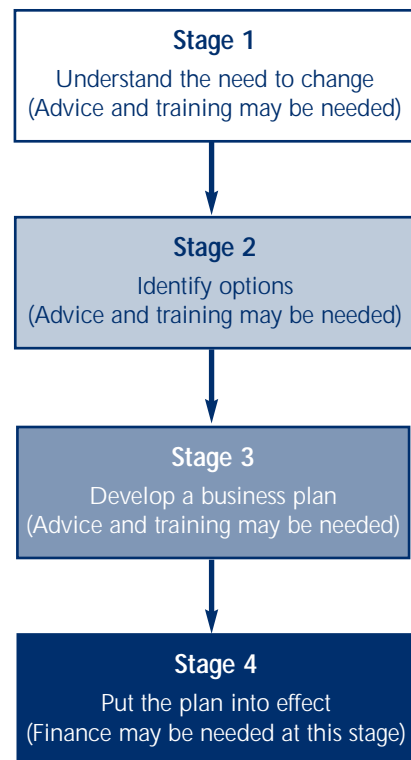 Stage 1
Understand the need to change
(Advice and training may be needed)
Stage 2
Identify options
(Advice and training may be needed)
Stage 3
Develop a business plan
(Advice and training may be needed)
Stage 4
Put the plan into effect
(Finance may be needed at this stage)